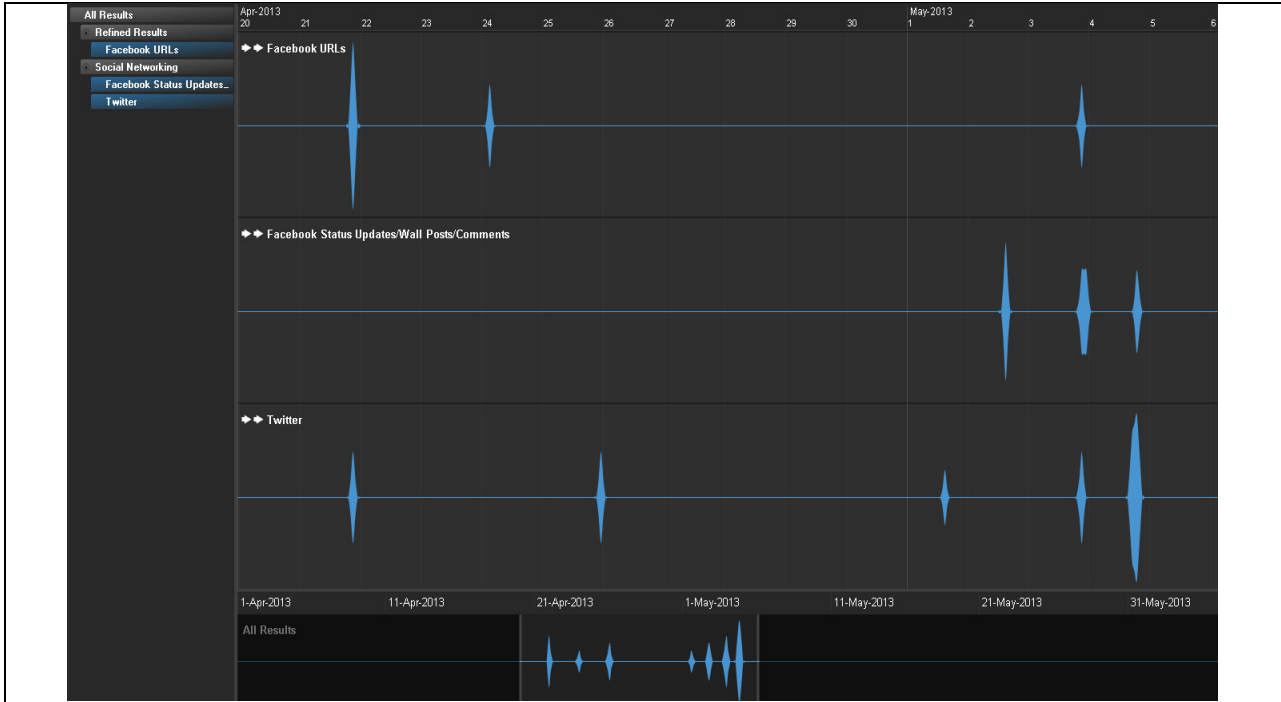 All Results
Refined Results
Facebook URLs
Social Networking
Facebook Status Updates_
Twitter
Apr-2013 May-2013
20 21 22 23 24 25 26 27 28 29 30 1 2 3 4 5 6
Facebook URLs
Facebook Status Updates/Wall Posts/Comments
Twitter
1-Apr-2013 11-Apr-2013 21-Apr-2013 1-May-2013 11-May-2013 21-May-2013 31-May-2013
All Results